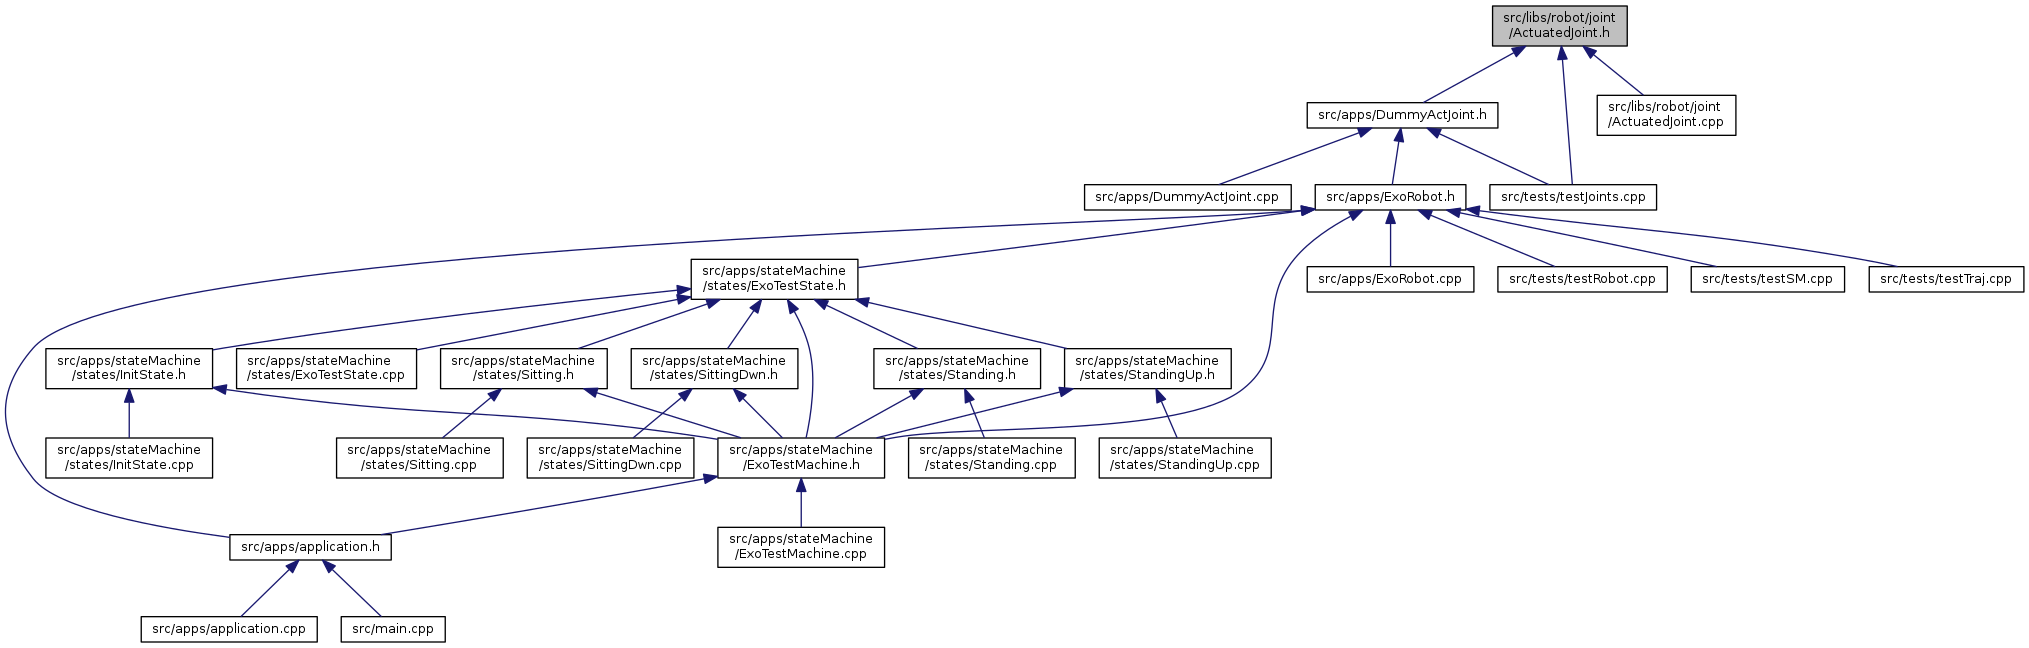 src/libs/robot/joint
/ActuatedJoint.h
src/apps/DummyActJoint.h
src/libs/robot/joint
/ActuatedJoint.cpp
src/apps/DummyActJoint.cpp
src/apps/ExoRobot.h
src/tests/testJoints.cpp
src/apps/stateMachine
/states/ExoTestState.h
src/apps/ExoRobot.cpp
src/tests/testRobot.cpp
src/tests/testSM.cpp
src/tests/testTraj.cpp
src/apps/stateMachine
/states/InitState.h
src/apps/stateMachine
/states/ExoTestState.cpp
src/apps/stateMachine
/states/Sitting.h
src/apps/stateMachine
/states/SittingDwn.h
src/apps/stateMachine
/states/Standing.h
src/apps/stateMachine
/states/StandingUp.h
src/apps/stateMachine
/states/InitState.cpp
src/apps/stateMachine
/states/Sitting.cpp
src/apps/stateMachine
/states/SittingDwn.cpp
src/apps/stateMachine
/ExoTestMachine.h
src/apps/stateMachine
/states/Standing.cpp
src/apps/stateMachine
/states/StandingUp.cpp
src/apps/application.h
src/apps/stateMachine
/ExoTestMachine.cpp
src/apps/application.cpp
src/main.cpp